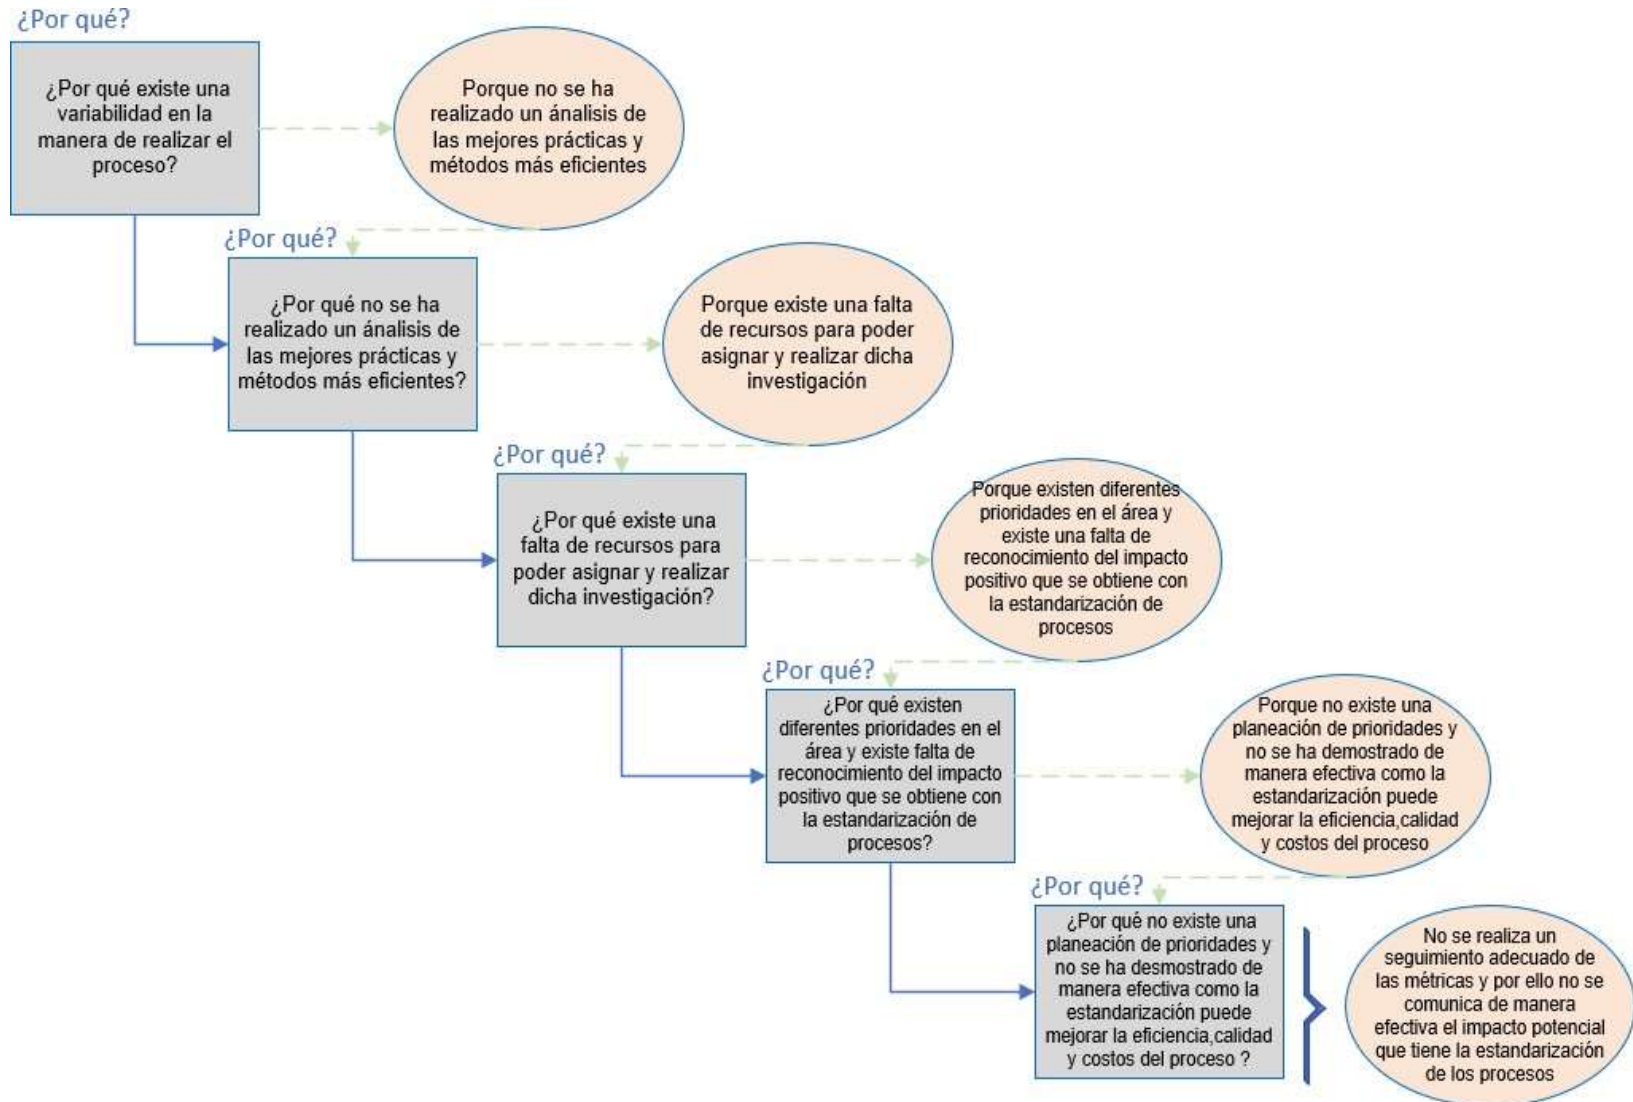 ¿Por qué?
¿Por qué existe una
variabilidad en la
manera de realizar el
proceso?
Porque no se ha
realizado un ánalisis de
las mejores prácticas y
métodos más eficientes
¿Por qué?
¿Por qué no se ha
realizado un ánalisis de
las mejores prácticas y
métodos más eficientes?
Porque existe una falta
de recursos para poder
asignar y realizar dicha
investigación
¿Por qué?
¿Por qué existe una
falta de recursos para
poder asignar y realizar
dicha investigación?
Porque existen diferentes
prioridades en el área y
existe una falta de
reconocimiento del impacto
positivo que se obtiene con
la estandarización de
procesos
¿Por qué?
¿Por qué existen
diferentes prioridades en el
área y existe falta de
reconocimiento del impacto
positivo que se obtiene con
la estandarización de
procesos?
Porque no existe una
planeación de prioridades y
no se ha demostrado de
manera efectiva como la
estandarización puede
mejorar la eficiencia,calidad
y costos del proceso
¿Por qué?
¿Por qué no existe una
planeación de prioridades y
no se ha desmostrado de
manera efectiva como la
estandarización puede
mejorar la eficiencia,calidad
y costos del proceso ?
No se realiza un
seguimiento adecuado de
las métricas y por ello no se
comunica de manera
efectiva el impacto potencial
que tiene la estandarización
de los procesos